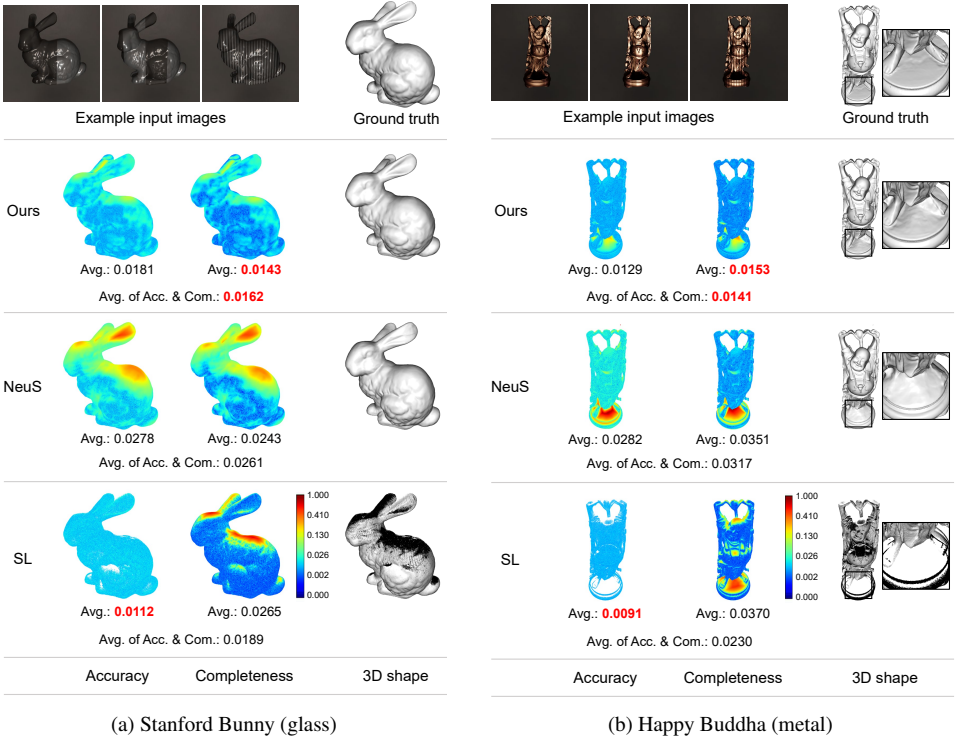 Example input images
Ground truth
Ours
Avg.: 0.0181
Avg.: 0.0143
Avg. of Acc. & Com.: 0.0162
NeuS
Avg.: 0.0278
Avg.: 0.0243
Avg. of Acc. & Com.: 0.0261
SL
1.000
0.410
0.130
0.026
0.002
0.000
Avg.: 0.0112
Avg.: 0.0265
Avg. of Acc. & Com.: 0.0189
Accuracy
Completeness
3D shape
(a) Stanford Bunny (glass)
Example input images
Ground truth
Ours
Avg.: 0.0129
Avg.: 0.0153
Avg. of Acc. & Com.: 0.0141
NeuS
Avg.: 0.0282
Avg.: 0.0351
Avg. of Acc. & Com.: 0.0317
SL
1.000
0.410
0.130
0.026
0.002
0.000
Avg.: 0.0091
Avg.: 0.0370
Avg. of Acc. & Com.: 0.0230
Accuracy
Completeness
3D shape
(b) Happy Buddha (metal)